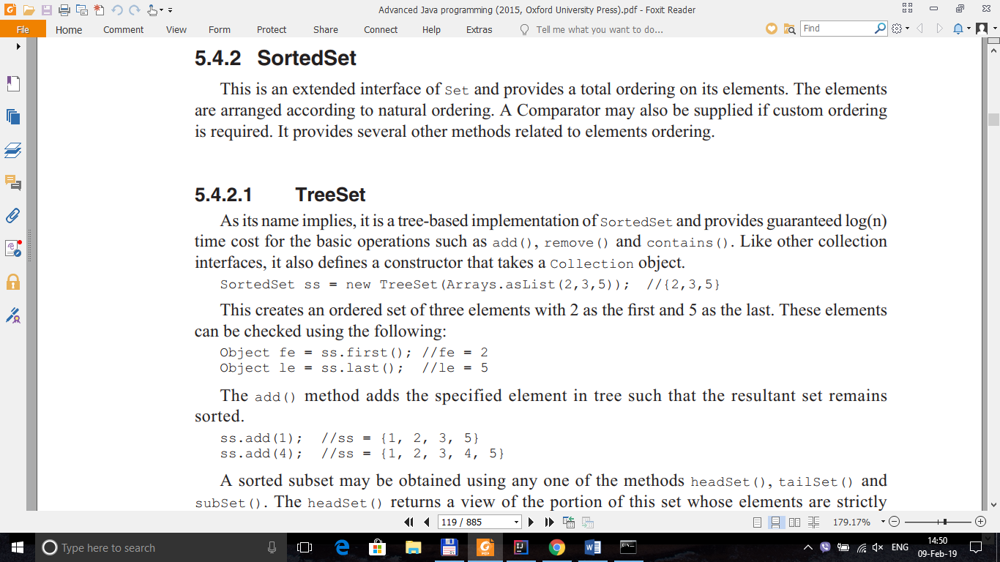 Advanced Java programming (2015, Oxford University Press).pdf - Foxit Reader
File Home Comment View Form Protect Share Connect Help Extras Tell me what you want to do... Find
5.4.2 SortedSet
This is an extended interface of Set and provides a total ordering on its elements. The elements
are arranged according to natural ordering. A Comparator may also be supplied if custom ordering
is required. It provides several other methods related to elements ordering.
5.4.2.1 TreeSet
As its name implies, it is a tree-based implementation of SortedSet and provides guaranteed log(n)
time cost for the basic operations such as add(), remove() and contains(). Like other collection
interfaces, it also defines a constructor that takes a Collection object.
SortedSet ss = new TreeSet(Arrays.asList(2,3,5)); //{2,3,5}
This creates an ordered set of three elements with 2 as the first and 5 as the last. These elements
can be checked using the following:
Object fe = ss.first(); //fe = 2
Object le = ss.last(); //le = 5
The add() method adds the specified element in tree such that the resultant set remains
sorted.
ss.add(1); //ss = {1, 2, 3, 5}
ss.add(4); //ss = {1, 2, 3, 4, 5}
A sorted subset may be obtained using any one of the methods headSet(), tailSet() and
subSet(). The headSet() returns a view of the portion of this set whose elements are strictly
119 / 885
179.17%
Type here to search
ENG
14:50
09-Feb-19